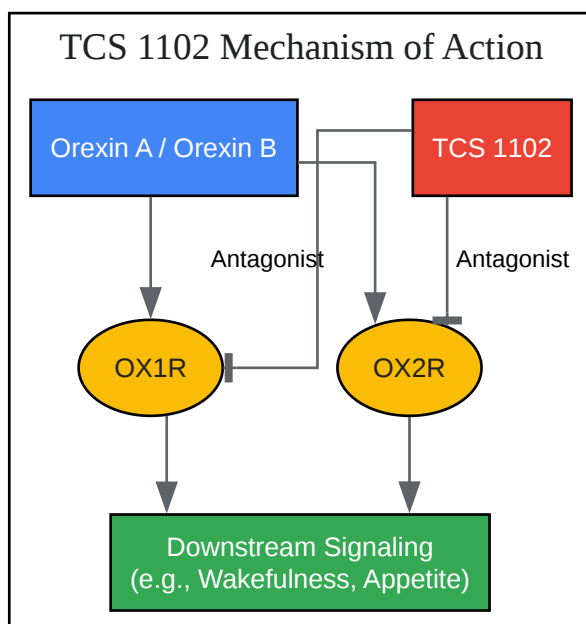 TCS 1102 Mechanism of Action
Orexin A / Orexin B
TCS 1102
Antagonist
Antagonist
OX1R
OX2R
Downstream Signaling
(e.g., Wakefulness, Appetite)